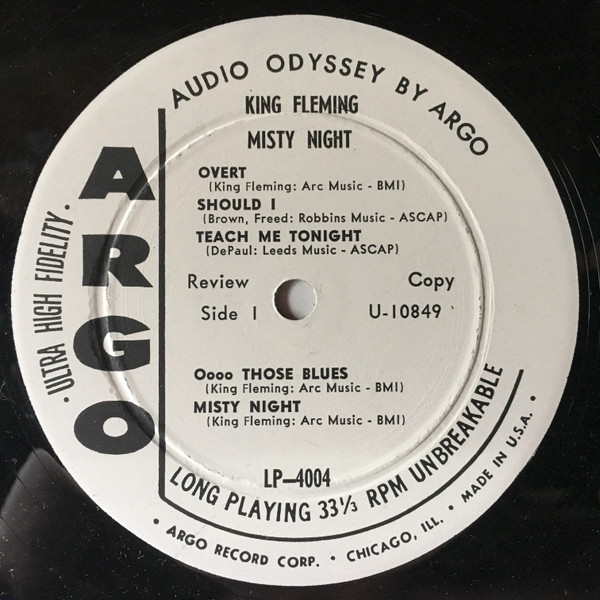 AUDIO ODYSSEY BY ARGO
KING FLEMING
MISTY NIGHT
OVERT
(King Fleming: Arc Music - BMI)
SHOULD I
(Brown, Freed: Robbins Music - ASCAP)
TEACH ME TONIGHT
(DePaul: Leeds Music - ASCAP)
Review Copy
Side 1 U-10849
Oooo THOSE BLUES
(King Fleming: Arc Music - BMI)
MISTY NIGHT
(King Fleming: Arc Music - BMI)
LP—4004
LONG PLAYING 33⅓ RPM UNBREAKABLE
• ARGO RECORD CORP. • CHICAGO, ILL. • MADE IN U.S.A. •
ARGO
• ULTRA HIGH FIDELITY •